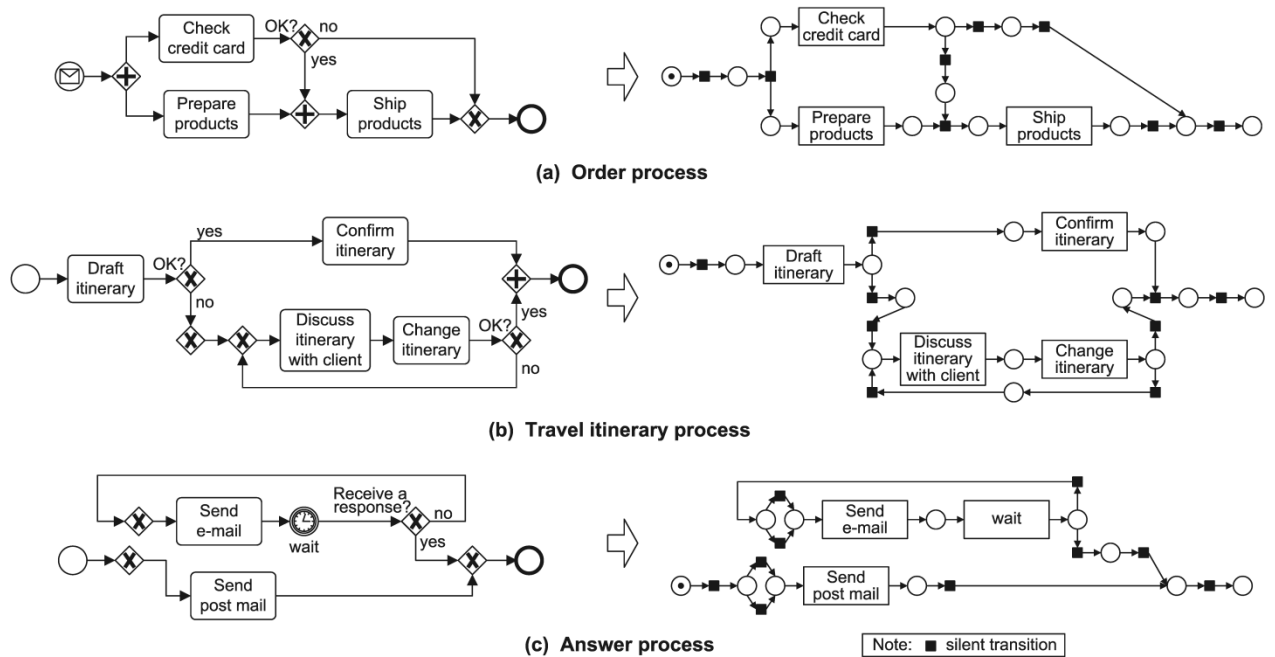 Check
credit card
OK?
no
yes
Prepare
products
Ship
products
Check
credit card
Prepare
products
Ship
products
(a) Order process
yes
Confirm
itinerary
Draft
itinerary
OK?
no
Discuss
itinerary
with client
Change
itinerary
OK?
yes
no
Confirm
itinerary
Draft
itinerary
Discuss
itinerary
with client
Change
itinerary
(b) Travel itinerary process
Send
e-mail
wait
Receive a
response?
no
yes
Send
post mail
Send
e-mail
wait
Send
post mail
(c) Answer process
Note: ■ silent transition